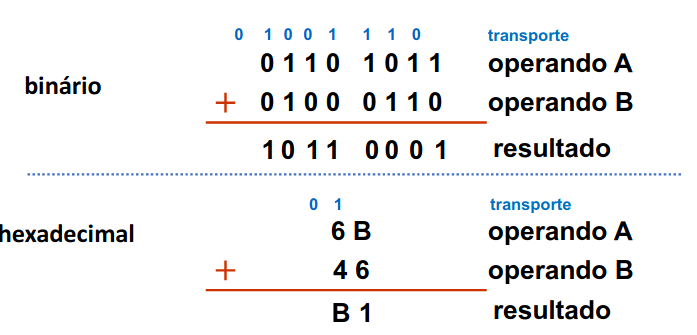 0 1 0 0 1 1 1 0 transporte
0 1 1 0 1 0 1 1 operando A
binário
+ 0 1 0 0 0 1 1 0 operando B
1 0 1 1 0 0 0 1 resultado
0 1 transporte
hexadecimal 6 B operando A
+ 4 6 operando B
B 1 resultado